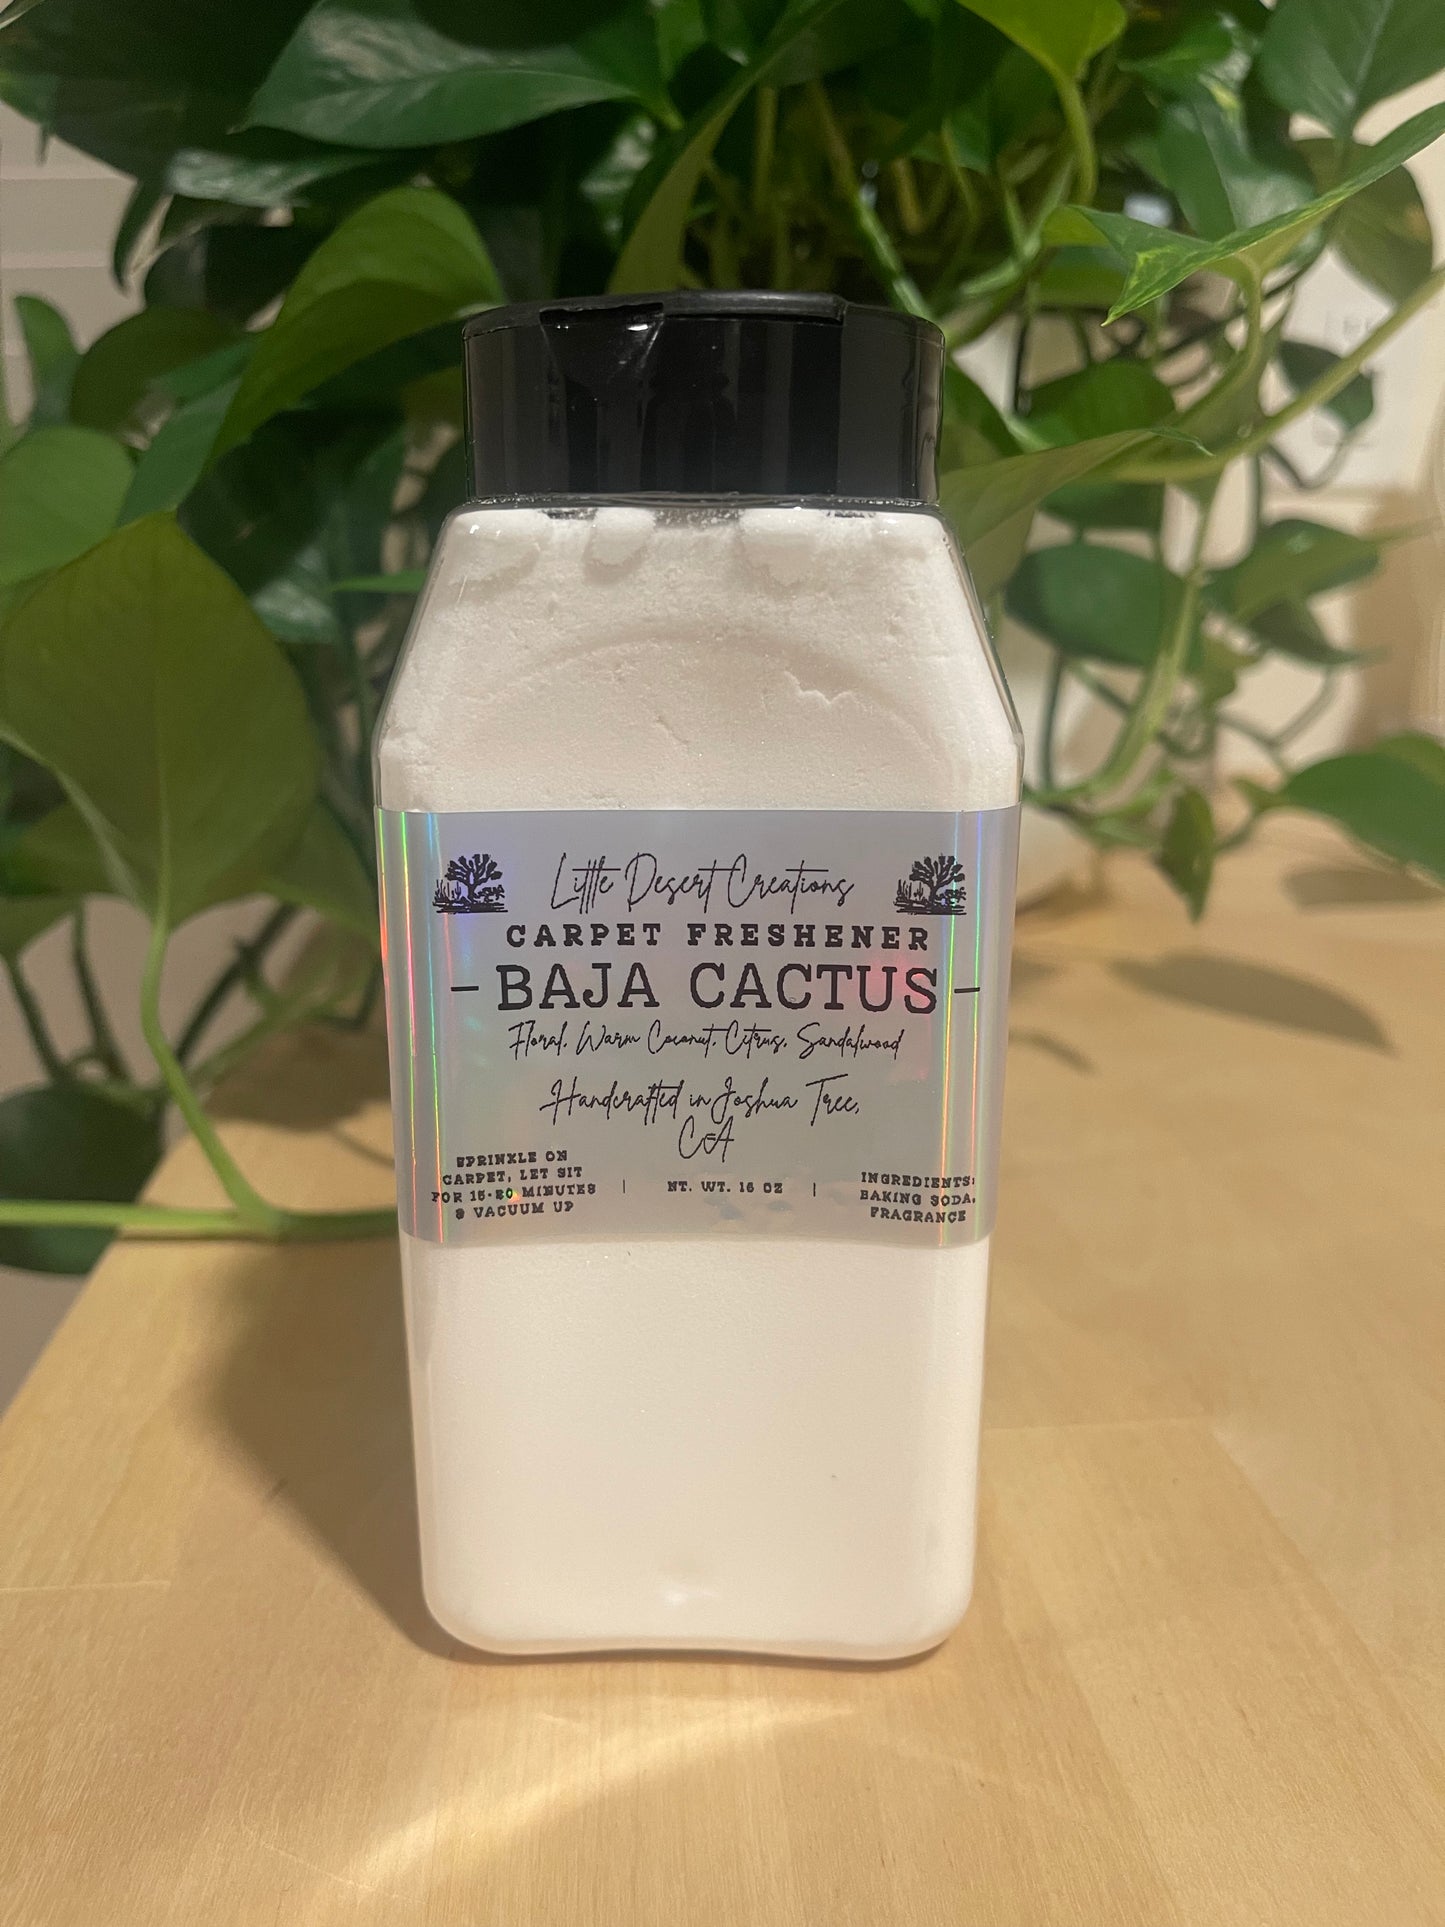 Little Desert Creations
CARPET FRESHENER
- BAJA CACTUS -
Floral, Warm Coconut, Citrus, Sandalwood
Handcrafted in Joshua Tree,
CA
SPRINKLE ON
CARPET, LET SIT
FOR 15-20 MINUTES
& VACUUM UP
| NT. WT. 16 OZ |
INGREDIENTS:
BAKING SODA,
FRAGRANCE